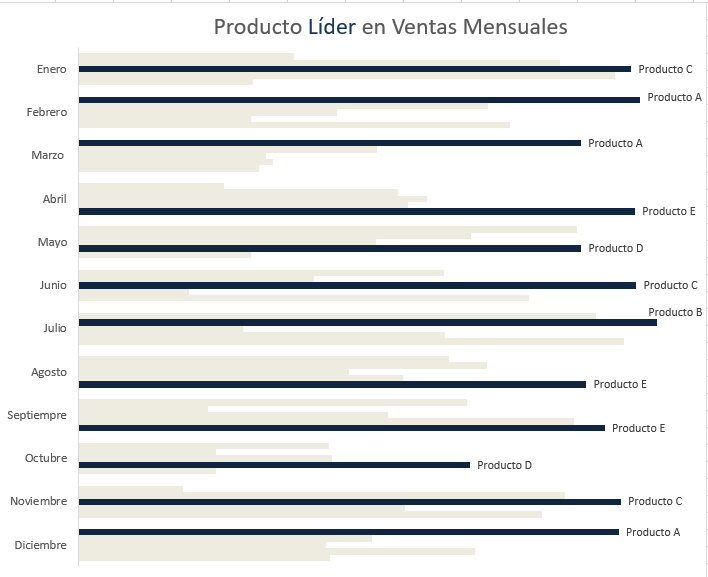 Producto Líder en Ventas Mensuales
Enero Producto C
Febrero Producto A
Marzo Producto A
Abril Producto E
Mayo Producto D
Junio Producto C
Julio Producto B
Agosto Producto E
Septiembre Producto E
Octubre Producto D
Noviembre Producto C
Diciembre Producto A